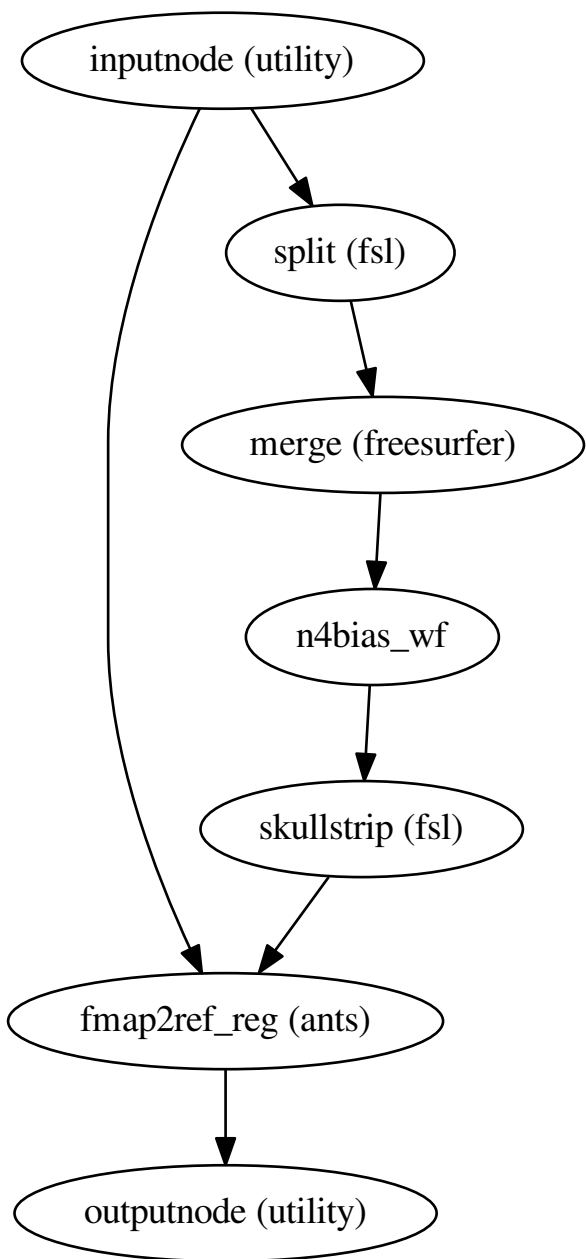 inputnode (utility)
split (fsl)
merge (freesurfer)
n4bias_wf
skullstrip (fsl)
fmap2ref_reg (ants)
outputnode (utility)